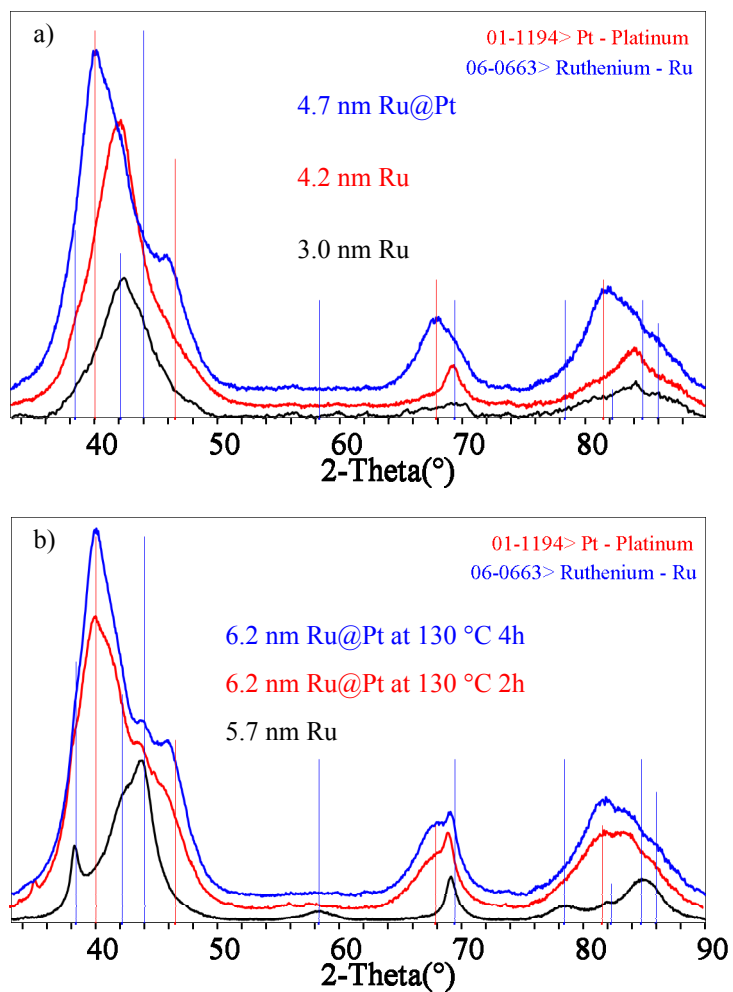 a)
01-1194> Pt - Platinum
06-0663> Ruthenium - Ru
4.7 nm Ru@Pt
4.2 nm Ru
3.0 nm Ru
40 50 60 70 80
2-Theta(°)
b)
01-1194> Pt - Platinum
06-0663> Ruthenium - Ru
6.2 nm Ru@Pt at 130 °C 4h
6.2 nm Ru@Pt at 130 °C 2h
5.7 nm Ru
40 50 60 70 80 90
2-Theta(°)